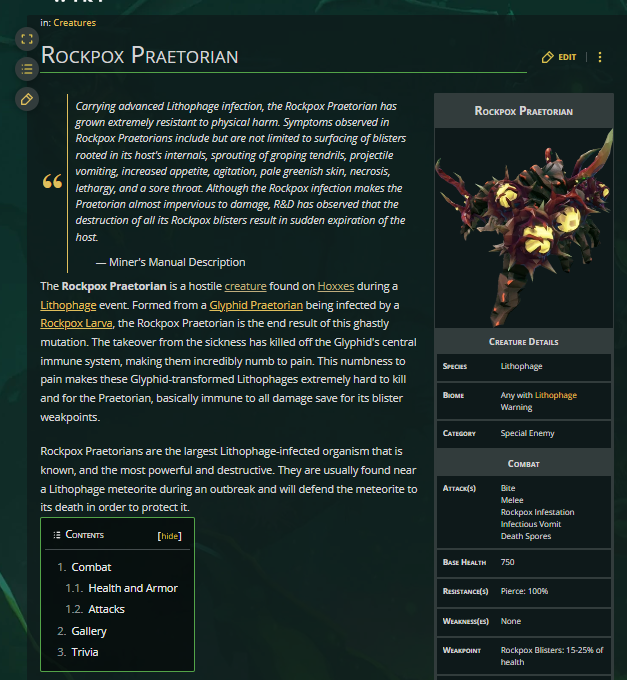 in: Creatures
Rockpox Praetorian
EDIT
Carrying advanced Lithophage infection, the Rockpox Praetorian has
grown extremely resistant to physical harm. Symptoms observed in
Rockpox Praetorians include but are not limited to surfacing of blisters
rooted in its host's internals, sprouting of groping tendrils, projectile
vomiting, increased appetite, agitation, pale greenish skin, necrosis,
lethargy, and a sore throat. Although the Rockpox infection makes the
Praetorian almost impervious to damage, R&D has observed that the
destruction of all its Rockpox blisters result in sudden expiration of the
host.
— Miner's Manual Description
The Rockpox Praetorian is a hostile creature found on Hoxxes during a
Lithophage event. Formed from a Glyphid Praetorian being infected by a
Rockpox Larva, the Rockpox Praetorian is the end result of this ghastly
mutation. The takeover from the sickness has killed off the Glyphid's central
immune system, making them incredibly numb to pain. This numbness to
pain makes these Glyphid-transformed Lithophages extremely hard to kill
and for the Praetorian, basically immune to all damage save for its blister
weakpoints.
Rockpox Praetorians are the largest Lithophage-infected organism that is
known, and the most powerful and destructive. They are usually found near
a Lithophage meteorite during an outbreak and will defend the meteorite to
its death in order to protect it.
Contents [hide]
1. Combat
1.1. Health and Armor
1.2. Attacks
2. Gallery
3. Trivia
Rockpox Praetorian
Creature Details
Species Lithophage
Biome Any with Lithophage
Warning
Category Special Enemy
Combat
Attack(s) Bite
Melee
Rockpox Infestation
Infectious Vomit
Death Spores
Base Health 750
Resistance(s) Pierce: 100%
Weakness(es) None
Weakpoint Rockpox Blisters: 15-25% of
health